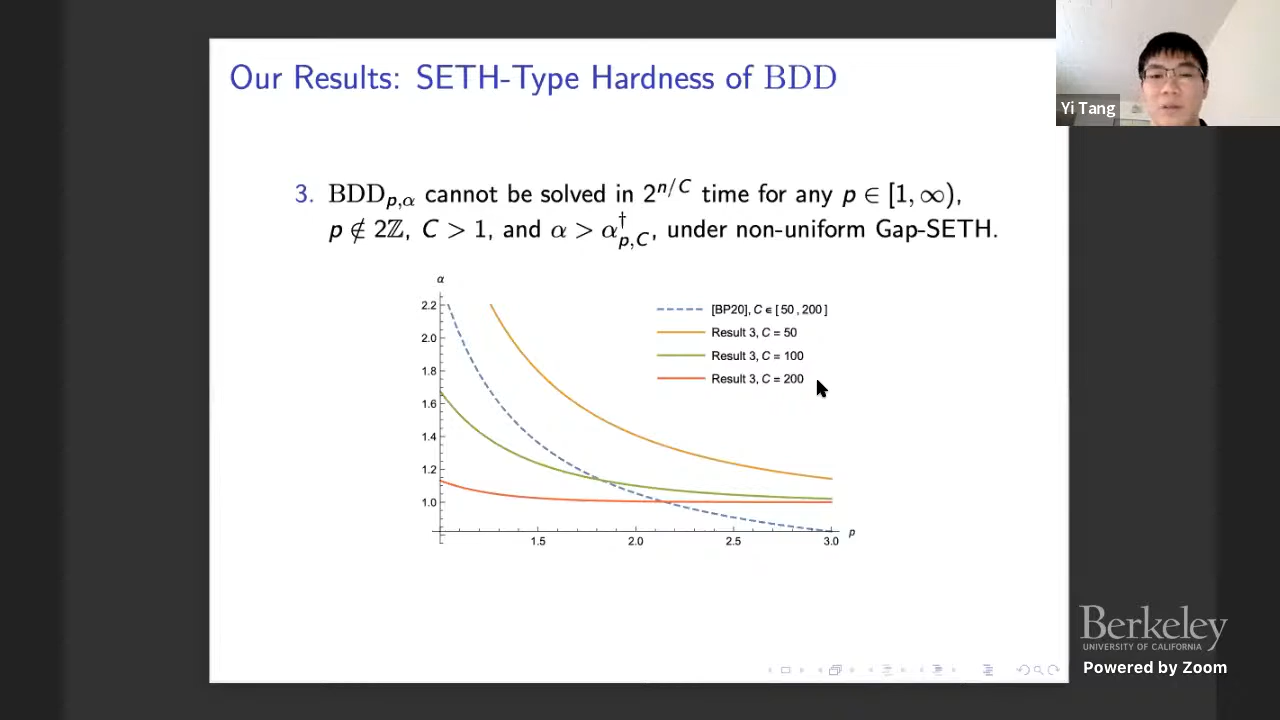 Our Results: SETH-Type Hardness of BDD
Yi Tang
3. BDD_{p,α} cannot be solved in 2^{n/C} time for any p ∈ [1, ∞),
p ∉ 2ℤ, C > 1, and α > α^†_{p,C}, under non-uniform Gap-SETH.
α
2.2
2.0
1.8
1.6
1.4
1.2
1.0
[BP20], C ∈ [50, 200]
Result 3, C = 50
Result 3, C = 100
Result 3, C = 200
1.5
2.0
2.5
3.0
p
Berkeley
UNIVERSITY OF CALIFORNIA
Powered by Zoom